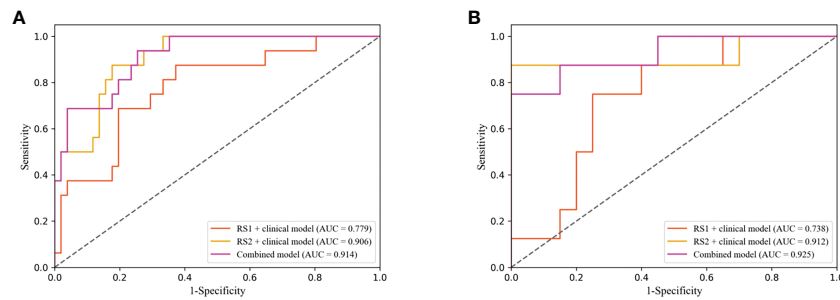 A
1.0
0.8
0.6
0.4
0.2
0.0
Sensitivity
0.0 0.2 0.4 0.6 0.8 1.0
1-Specificity
RS1 + clinical model (AUC = 0.779)
RS2 + clinical model (AUC = 0.906)
Combined model (AUC = 0.914)
B
1.0
0.8
0.6
0.4
0.2
0.0
Sensitivity
0.0 0.2 0.4 0.6 0.8 1.0
1-Specificity
RS1 + clinical model (AUC = 0.738)
RS2 + clinical model (AUC = 0.912)
Combined model (AUC = 0.925)